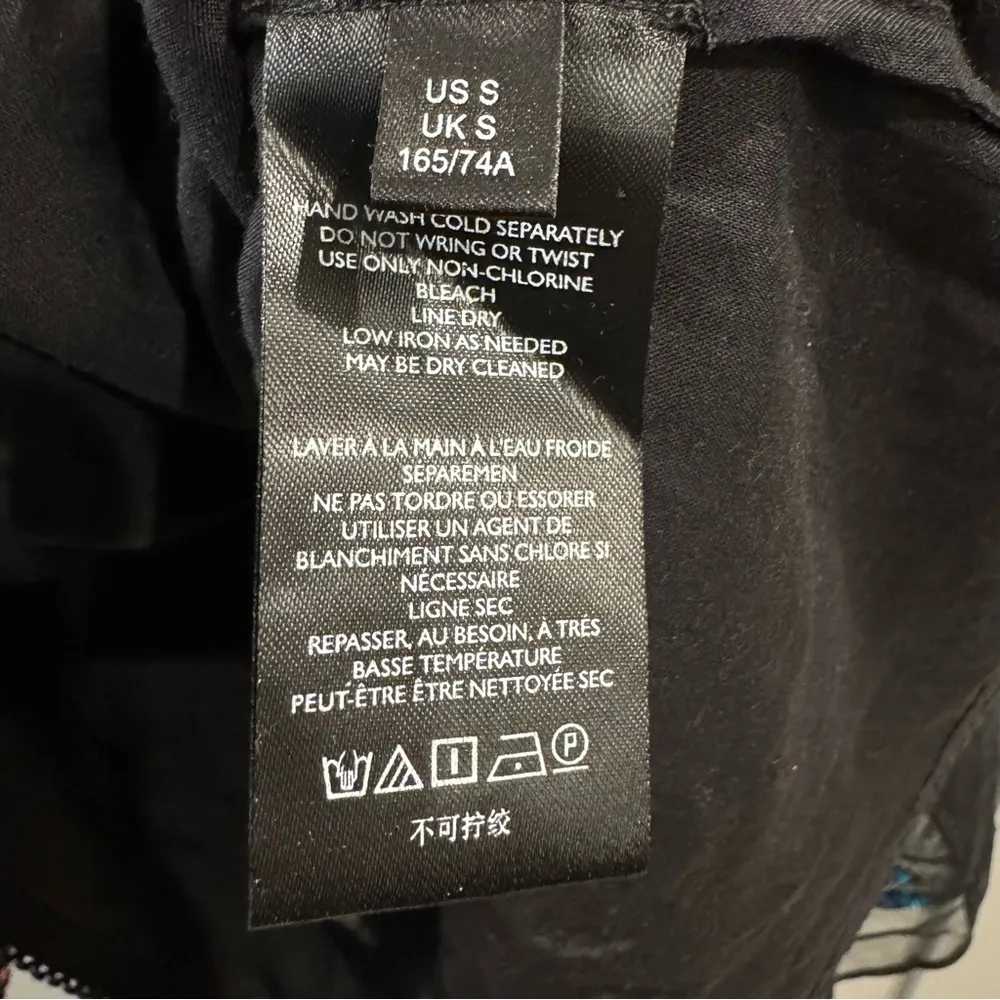 US S
UK S
165/74A
HAND WASH COLD SEPARATELY
DO NOT WRING OR TWIST
USE ONLY NON-CHLORINE
BLEACH
LINE DRY
LOW IRON AS NEEDED
MAY BE DRY CLEANED
LAVER À LA MAIN À L'EAU FROIDE
SÉPARÉMEN
NE PAS TORDRE OU ESSORER
UTILISER UN AGENT DE
BLANCHIMENT SANS CHLORE SI
NÉCESSAIRE
LIGNE SEC
REPASSER, AU BESOIN, À TRÈS
BASSE TEMPÉRATURE
PEUT-ÊTRE ÊTRE NETTOYÉE SEC
P
不可拧绞